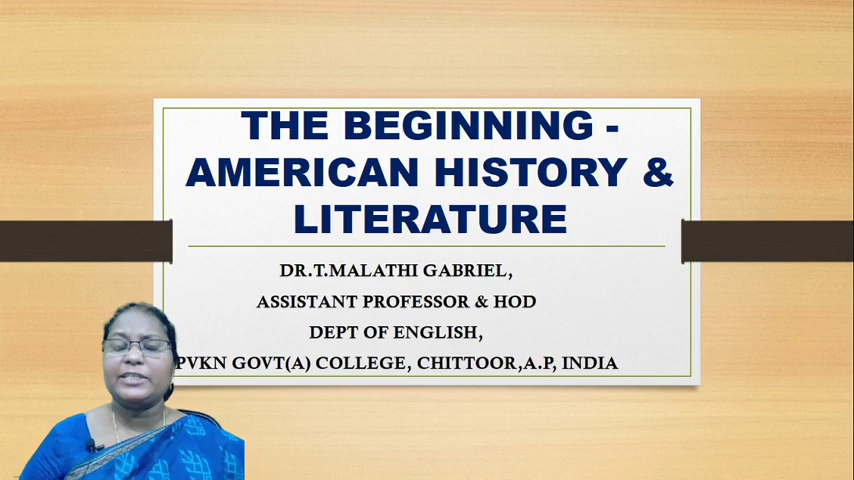 THE BEGINNING -
AMERICAN HISTORY &
LITERATURE
DR.T.MALATHI GABRIEL,
ASSISTANT PROFESSOR & HOD
DEPT OF ENGLISH,
PVKN GOVT(A) COLLEGE, CHITTOOR,A.P, INDIA